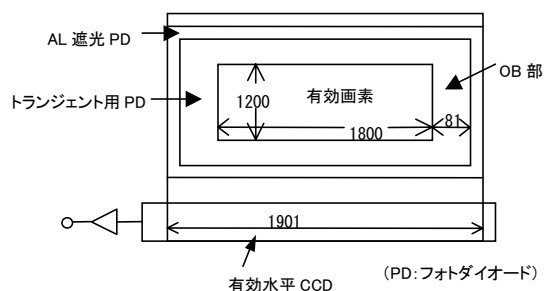 AL 遮光 PD
OB 部
トランジェント用 PD
有効画素
1200
81
1800
1901
有効水平 CCD
(PD:フォトダイオード)